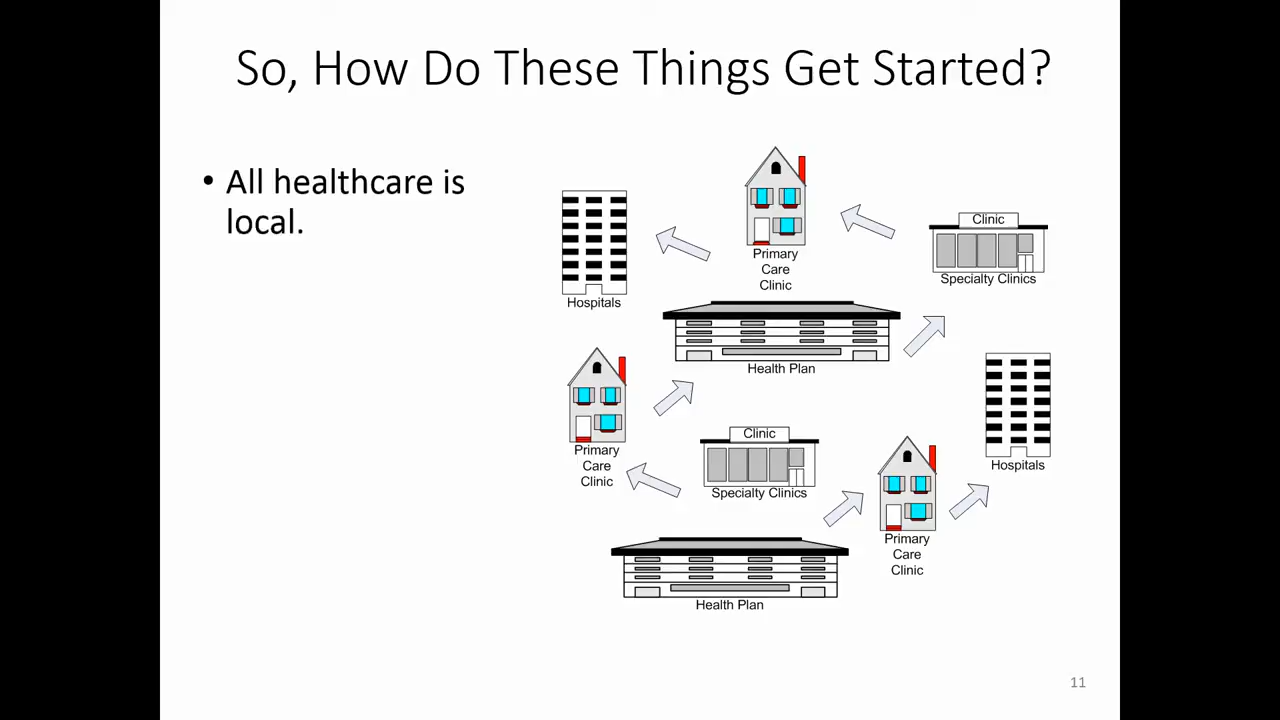 So, How Do These Things Get Started?
• All healthcare is
local.
Hospitals
Primary
Care
Clinic
Clinic
Specialty Clinics
Health Plan
Primary
Care
Clinic
Clinic
Specialty Clinics
Hospitals
Primary
Care
Clinic
Health Plan
11